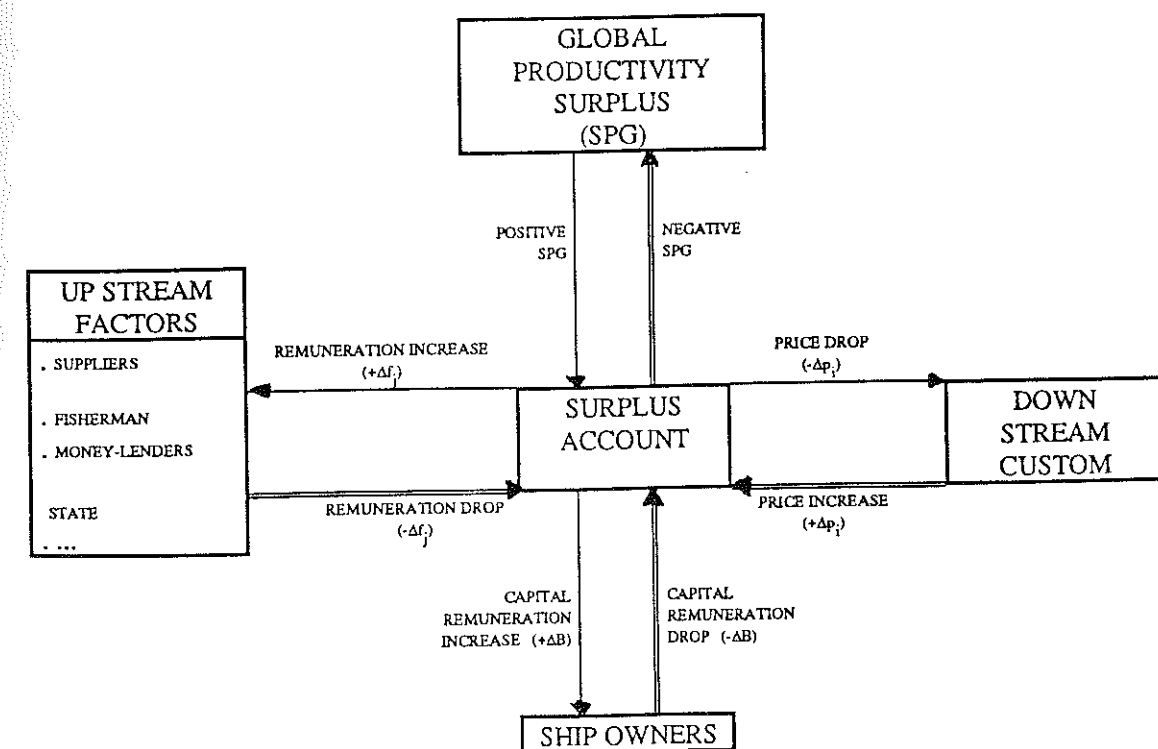 GLOBAL
PRODUCTIVITY
SURPLUS
(SPG)
POSITIVE
SPG
NEGATIVE
SPG
UP STREAM
FACTORS
. SUPPLIERS
. FISHERMAN
. MONEY-LENDERS
STATE
. ...
REMUNERATION INCREASE
(+Δfj)
REMUNERATION DROP
(-Δfj)
SURPLUS
ACCOUNT
PRICE DROP
(-Δpi)
PRICE INCREASE
(+Δpi)
DOWN
STREAM
CUSTOM
CAPITAL
REMUNERATION
INCREASE (+ΔB)
CAPITAL
REMUNERATION
DROP (-ΔB)
SHIP OWNERS